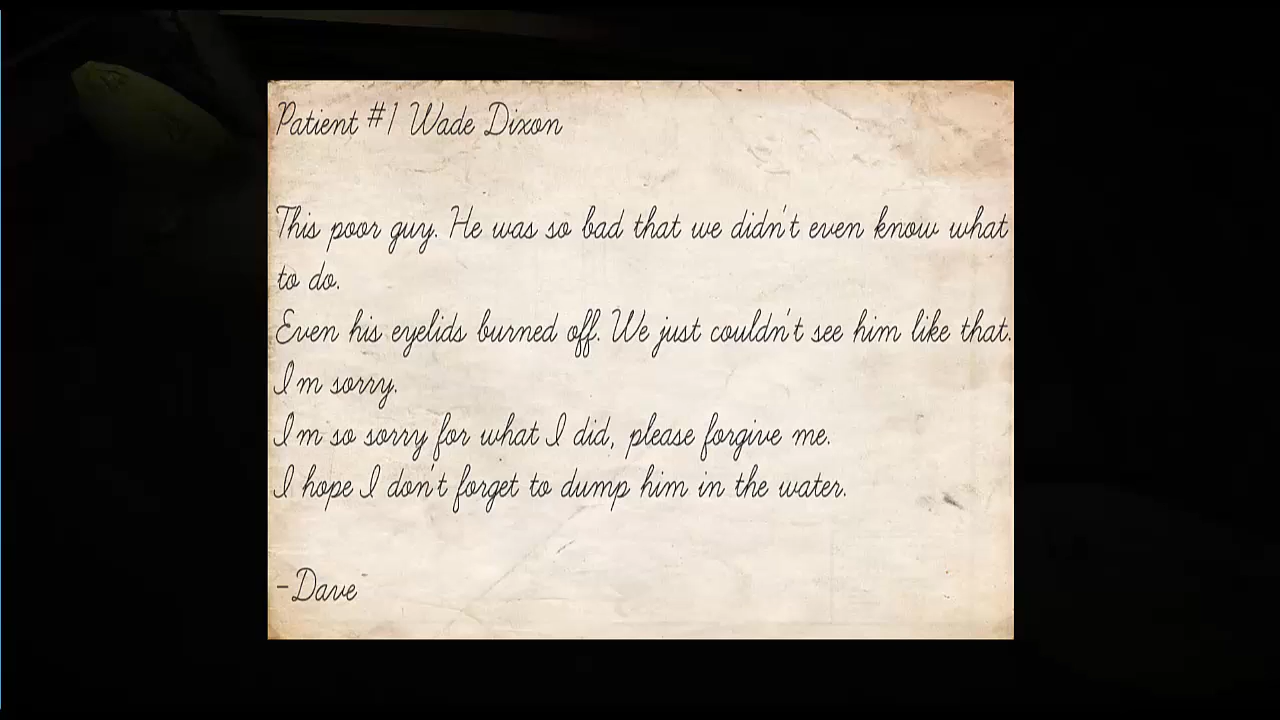 Patient #1 Wade Dixon
This poor guy. He was so bad that we didn't even know what
to do.
Even his eyelids burned off. We just couldn't see him like that.
I'm sorry.
I'm so sorry for what I did, please forgive me.
I hope I don't forget to dump him in the water.
-Dave